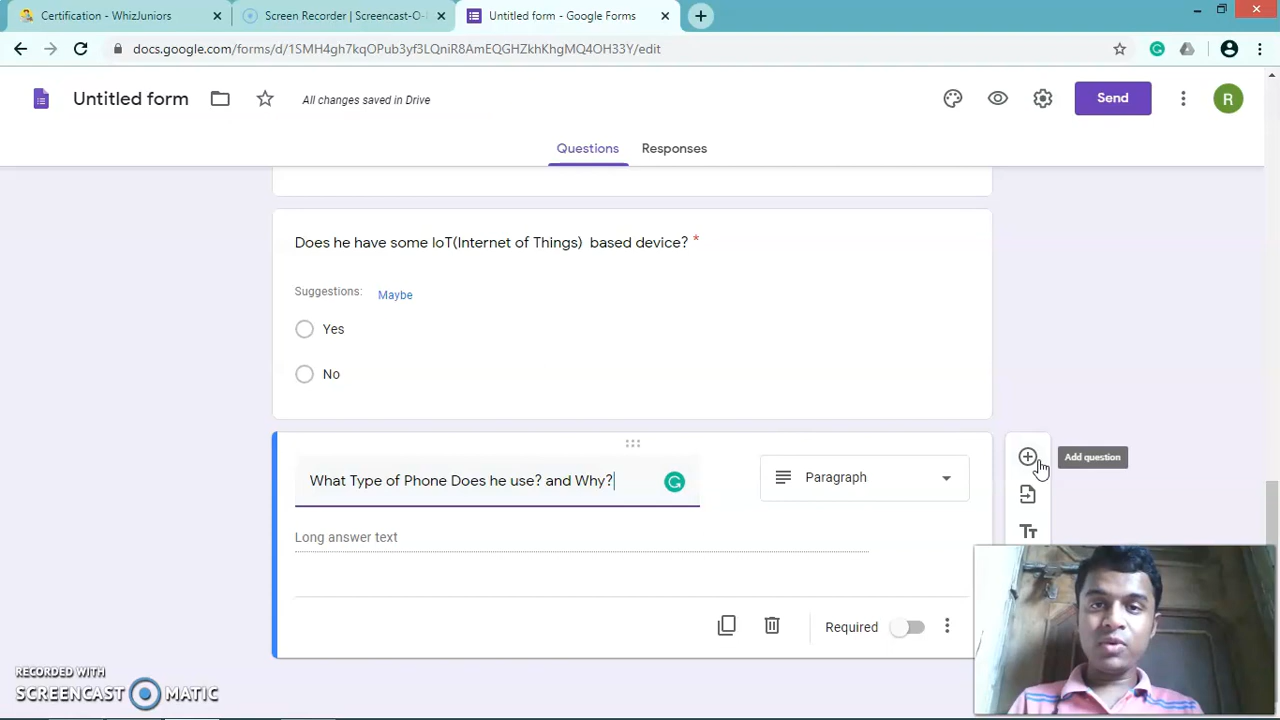 Certification - WhizJuniors
Screen Recorder | Screencast-O-
Untitled form - Google Forms
docs.google.com/forms/d/1SMH4gh7kqOPub3yf3LQniR8AmEQGHZkhKhgMQ4OH33Y/edit
Untitled form
All changes saved in Drive
Send
R
Questions
Responses
Does he have some IoT(Internet of Things) based device? *
Suggestions: Maybe
Yes
No
What Type of Phone Does he use? and Why?
Paragraph
Add question
Long answer text
Tт
Required
RECORDED WITH
SCREENCAST MATIC